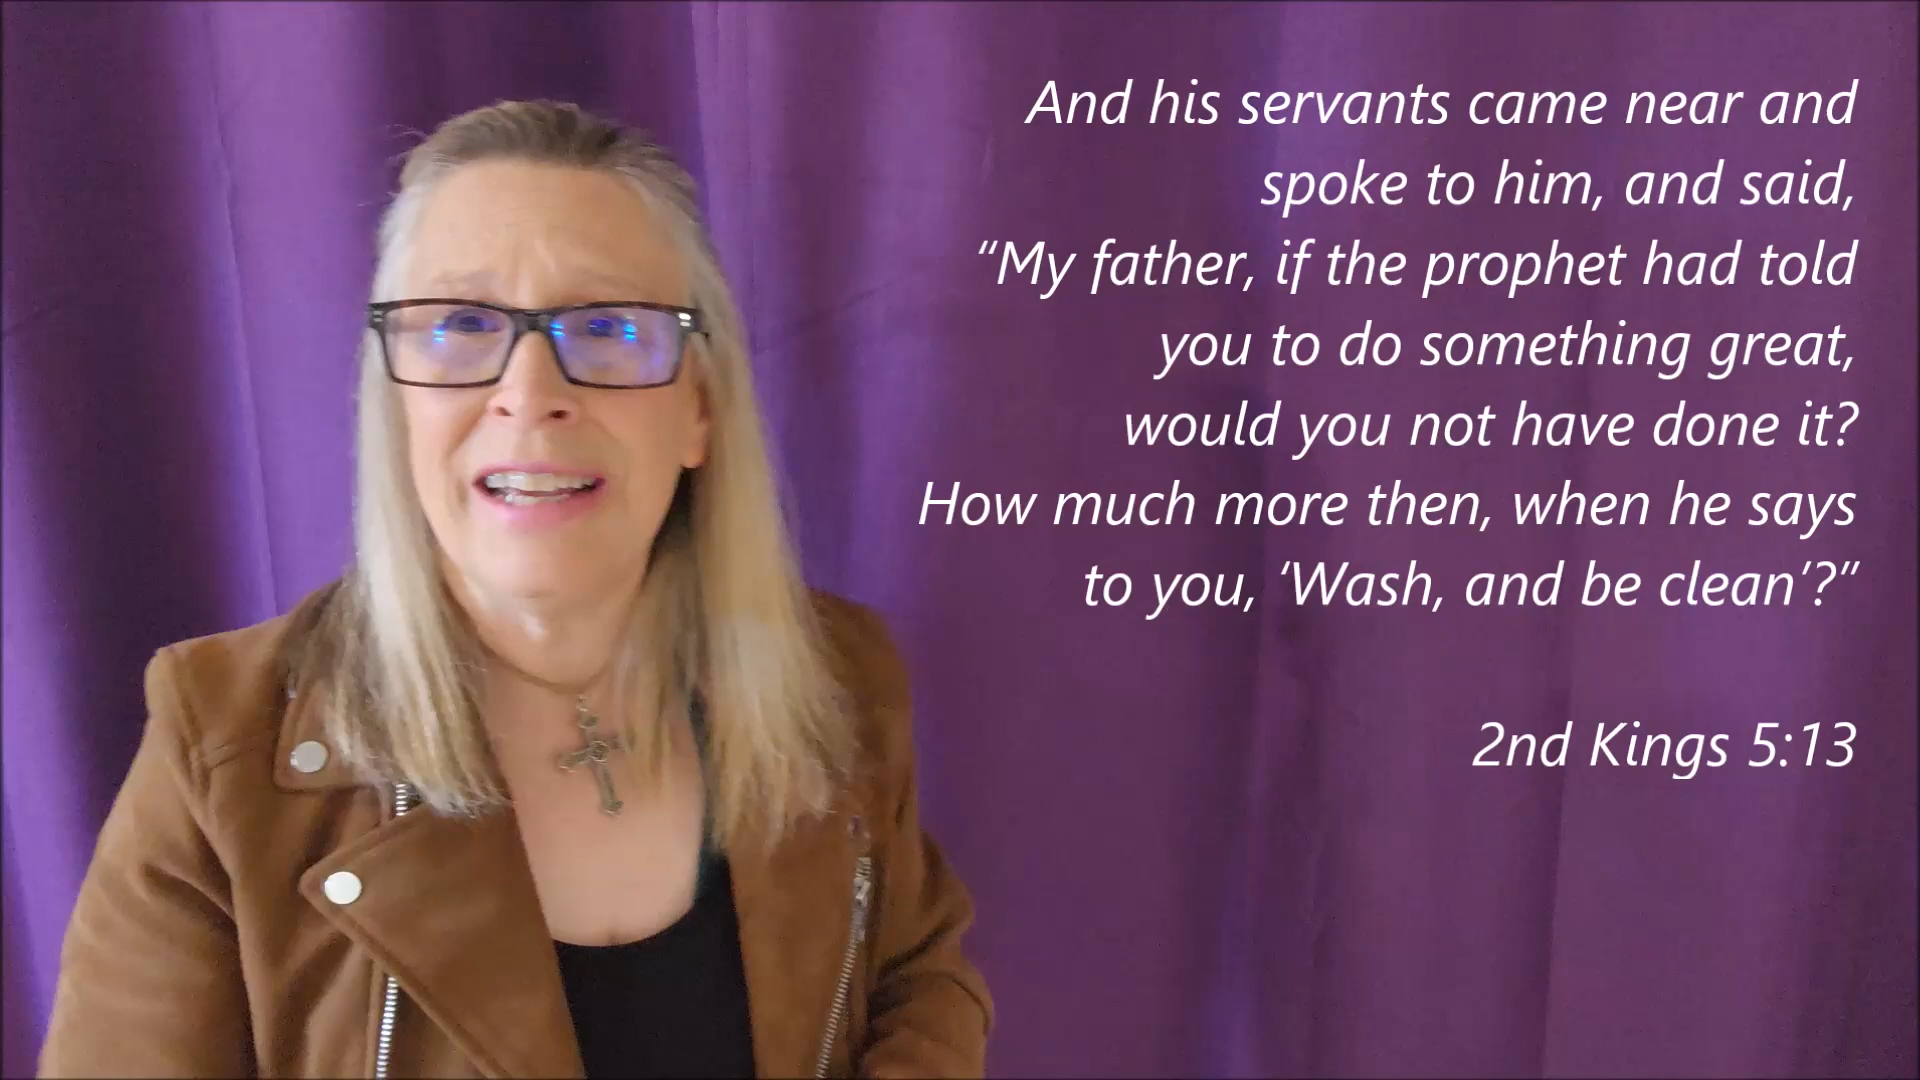 And his servants came near and
spoke to him, and said,
“My father, if the prophet had told
you to do something great,
would you not have done it?
How much more then, when he says
to you, ‘Wash, and be clean’?”
2nd Kings 5:13